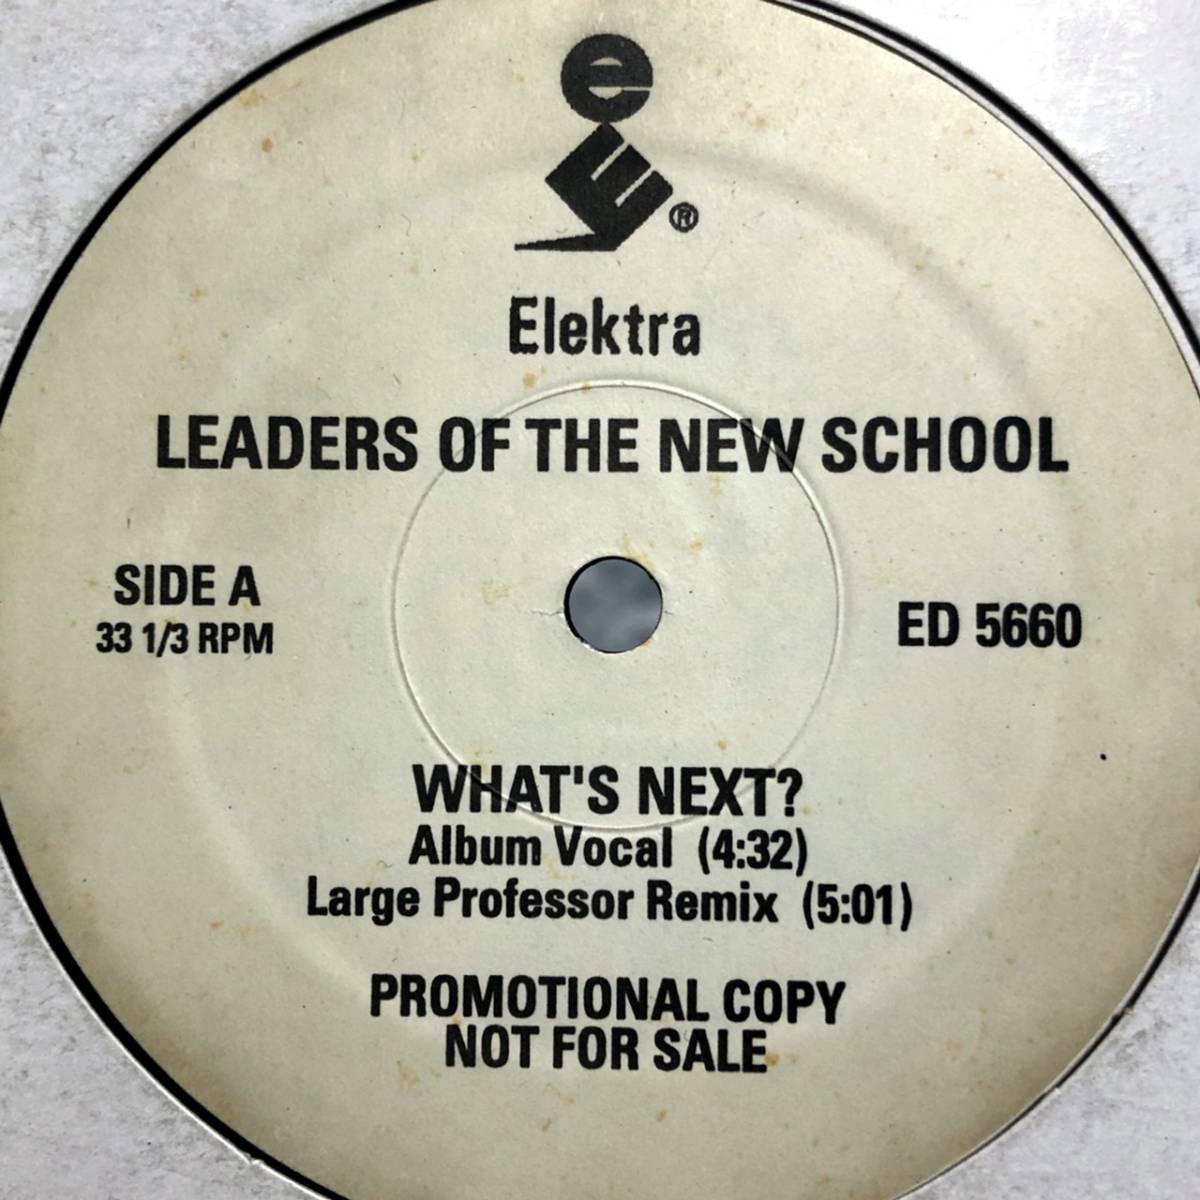 e
E®
Elektra
LEADERS OF THE NEW SCHOOL
SIDE A
33 1/3 RPM
ED 5660
WHAT'S NEXT?
Album Vocal (4:32)
Large Professor Remix (5:01)
PROMOTIONAL COPY
NOT FOR SALE